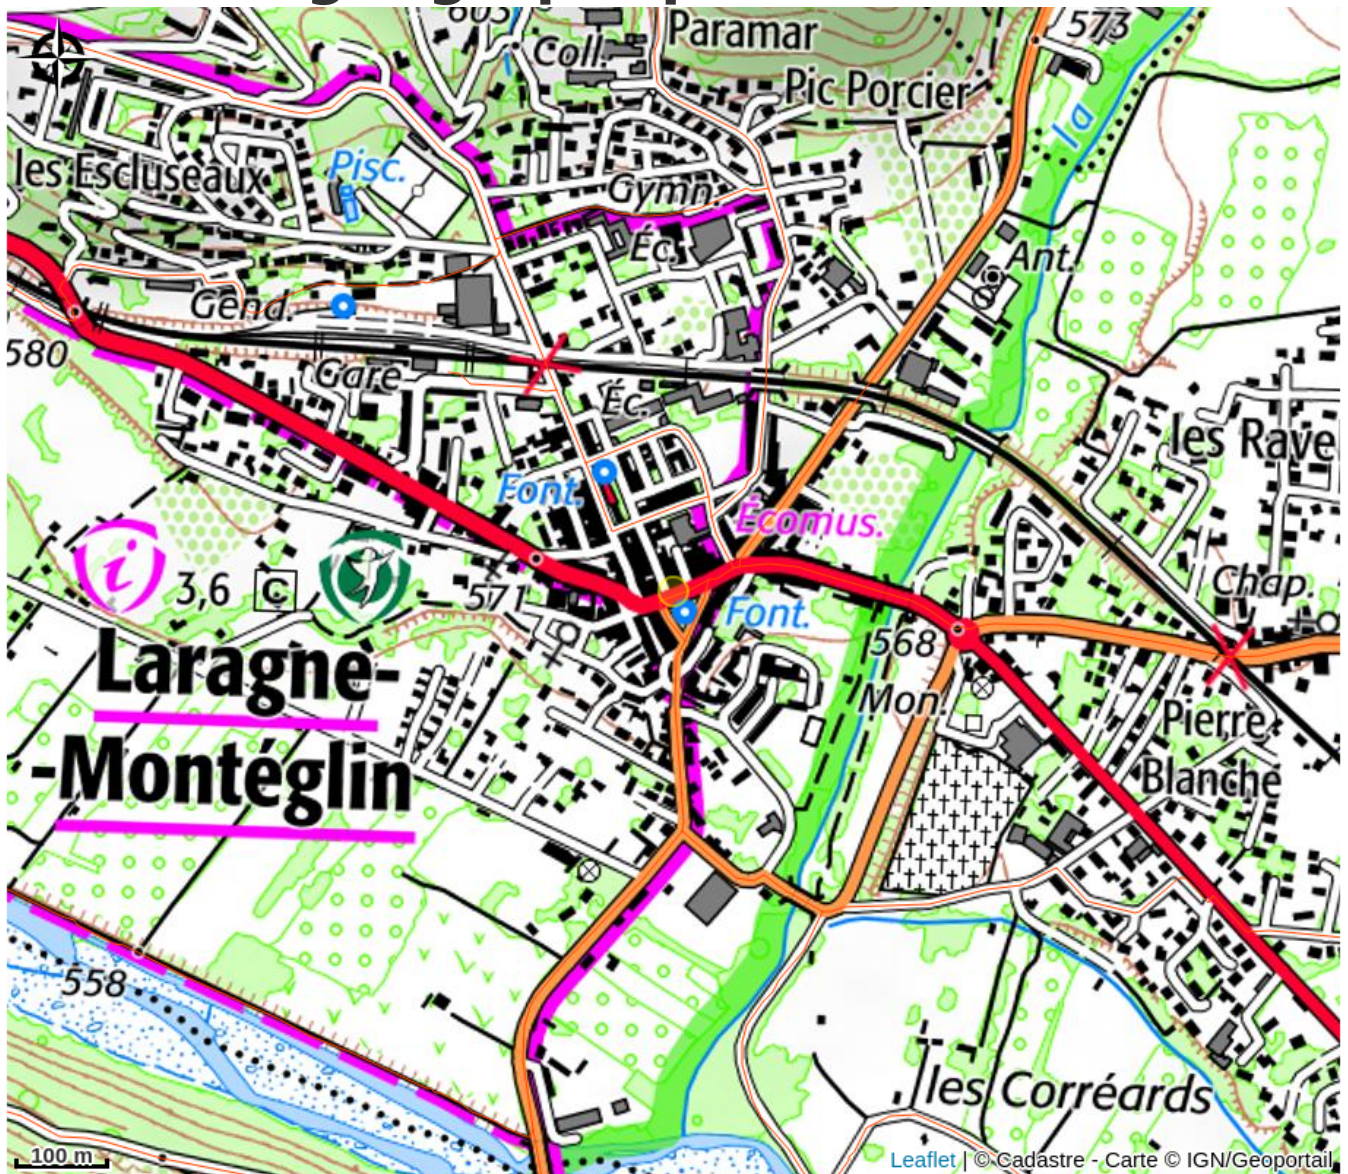 603
Coll.
Paramar
573
Pic Porcier
la
les Escluseaux
Pisc.
Gymn.
Éc.
Ant.
Gend.
580
Gare
Éc.
les Rave
Font.
Écomus.
i
3,6
C
571
Font.
Chap.
568
Laragne-
Mon.
Pierre
Blanche
-Montéglin
558
les Corréards
100 m
Leaflet | © Cadastre - Carte © IGN/Geoportail